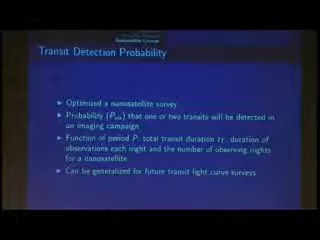 Transit Detection Probability
Optimized a nanosatellite survey
Probability (P_vis) that one or two transits will be detected in
an imaging campaign
Function of period P, total transit duration t_T, duration of
observations each night and the number of observing nights
for a nanosatellite
Can be generalized for future transit light curve surveys